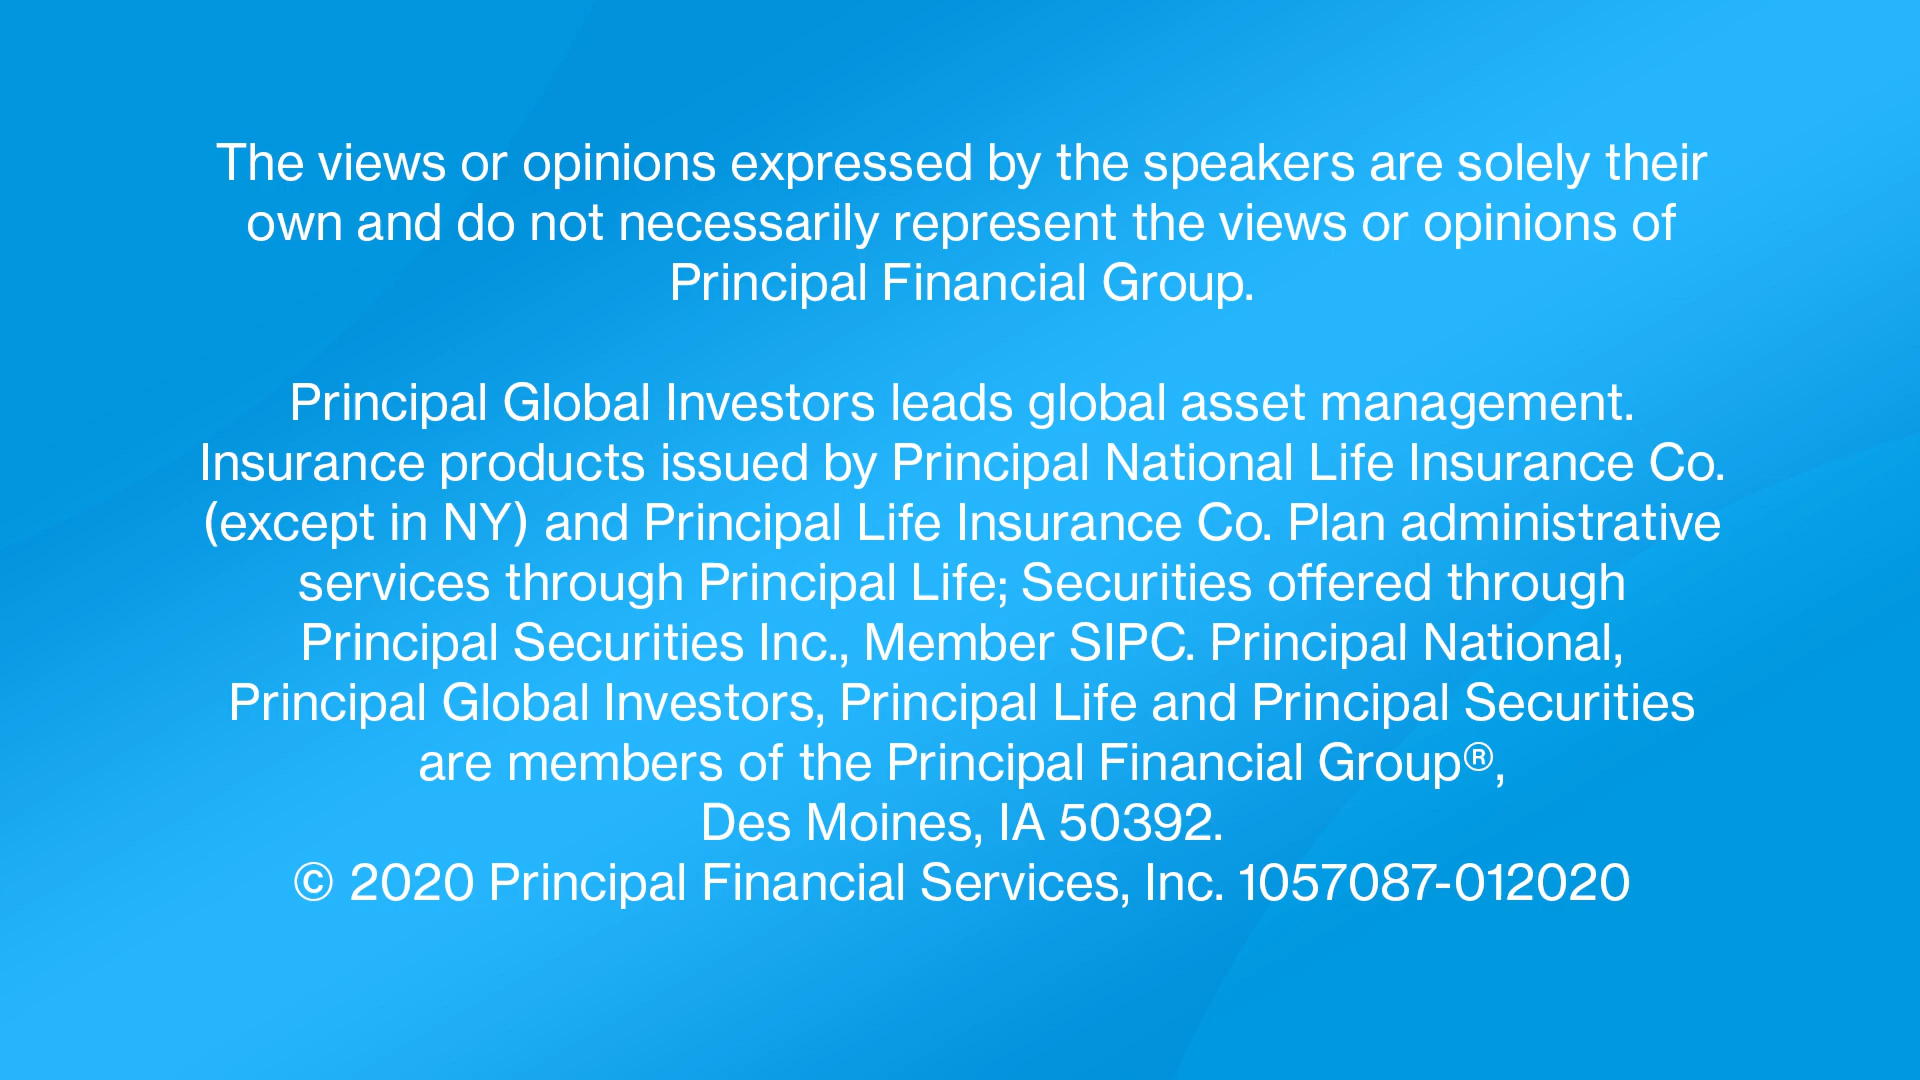 The views or opinions expressed by the speakers are solely their
own and do not necessarily represent the views or opinions of
Principal Financial Group.
Principal Global Investors leads global asset management.
Insurance products issued by Principal National Life Insurance Co.
(except in NY) and Principal Life Insurance Co. Plan administrative
services through Principal Life; Securities offered through
Principal Securities Inc., Member SIPC. Principal National,
Principal Global Investors, Principal Life and Principal Securities
are members of the Principal Financial Group®,
Des Moines, IA 50392.
© 2020 Principal Financial Services, Inc. 1057087-012020